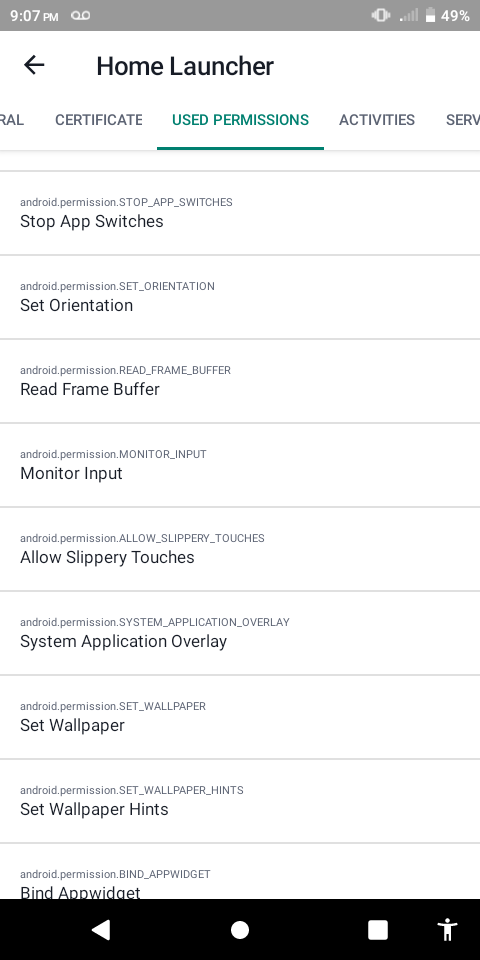 9:07 PM 49%
Home Launcher
RAL CERTIFICATE USED PERMISSIONS ACTIVITIES SERV
android.permission.STOP_APP_SWITCHES
Stop App Switches
android.permission.SET_ORIENTATION
Set Orientation
android.permission.READ_FRAME_BUFFER
Read Frame Buffer
android.permission.MONITOR_INPUT
Monitor Input
android.permission.ALLOW_SLIPPERY_TOUCHES
Allow Slippery Touches
android.permission.SYSTEM_APPLICATION_OVERLAY
System Application Overlay
android.permission.SET_WALLPAPER
Set Wallpaper
android.permission.SET_WALLPAPER_HINTS
Set Wallpaper Hints
android.permission.BIND_APPWIDGET
Bind Appwidget